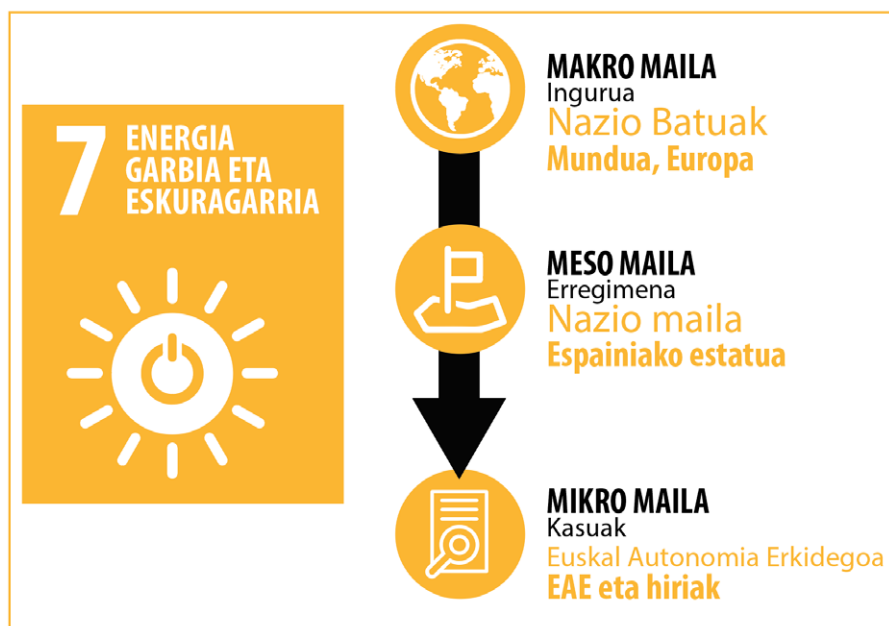 7
ENERGIA
GARBIA ETA
ESKURAGARRIA
MAKRO MAILA
Ingurua
Nazio Batuak
Mundua, Europa
MESO MAILA
Erregimena
Nazio maila
Espainiako estatua
MIKRO MAILA
Kasuak
Euskal Autonomia Erkidegoa
EAE eta hiriak